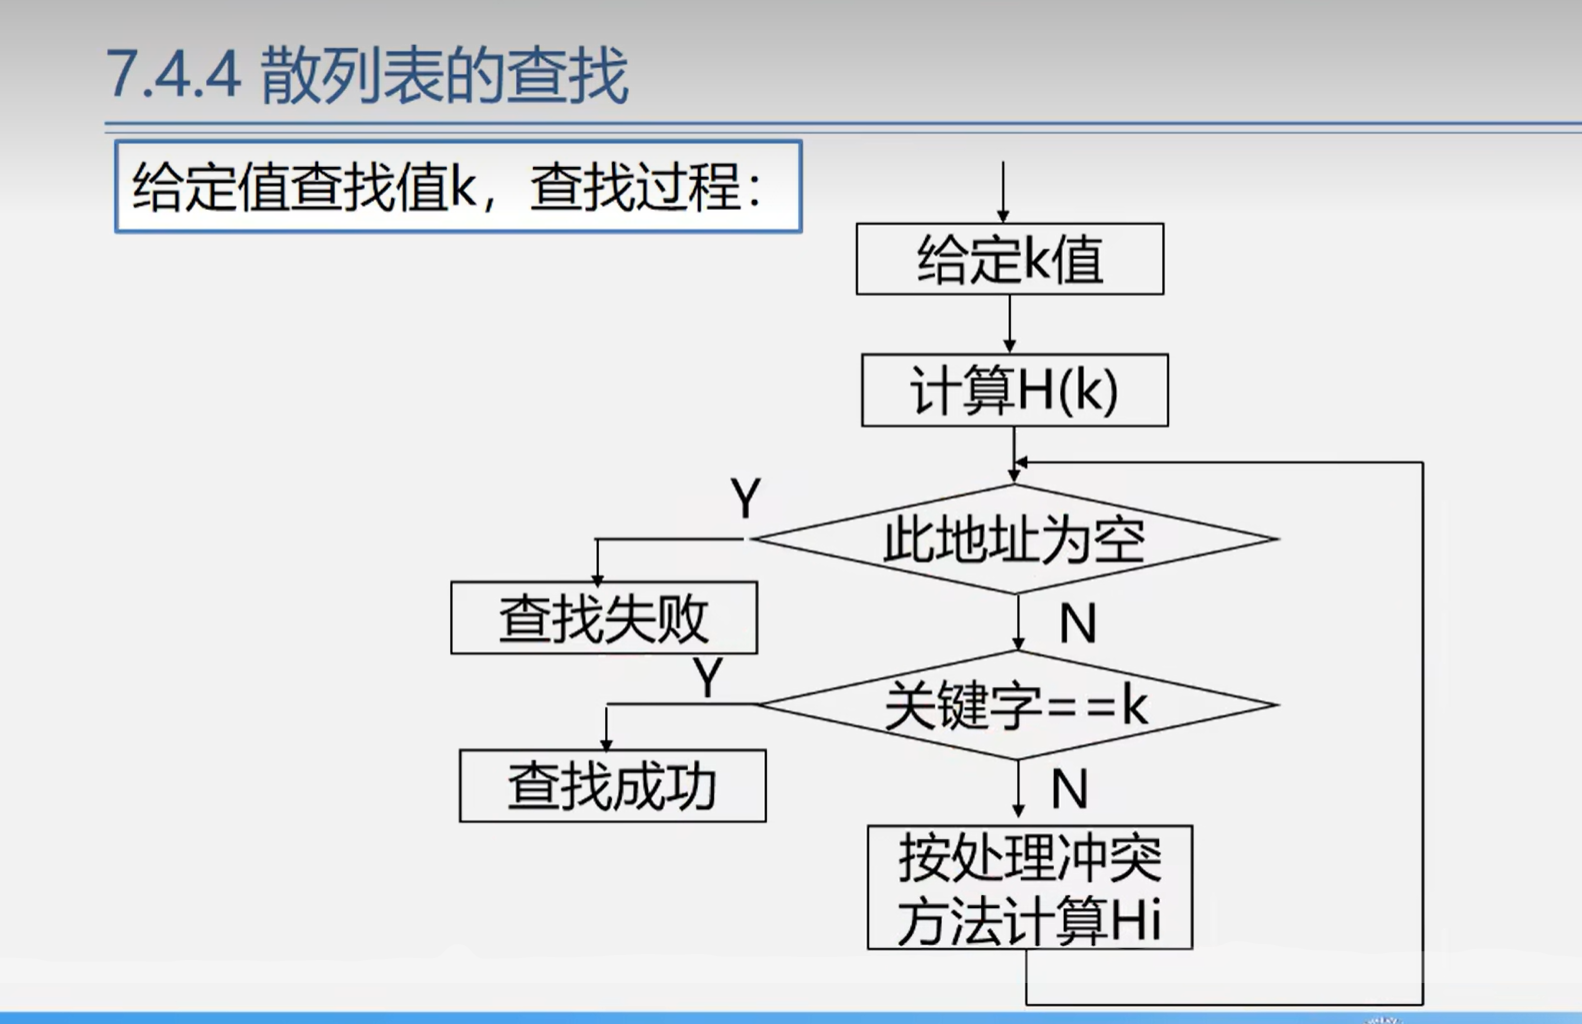 7.4.4 散列表的查找
给定值查找值k，查找过程：
给定k值
计算H(k)
Y
此地址为空
查找失败
N
Y
关键字==k
查找成功
N
按处理冲突
方法计算Hi